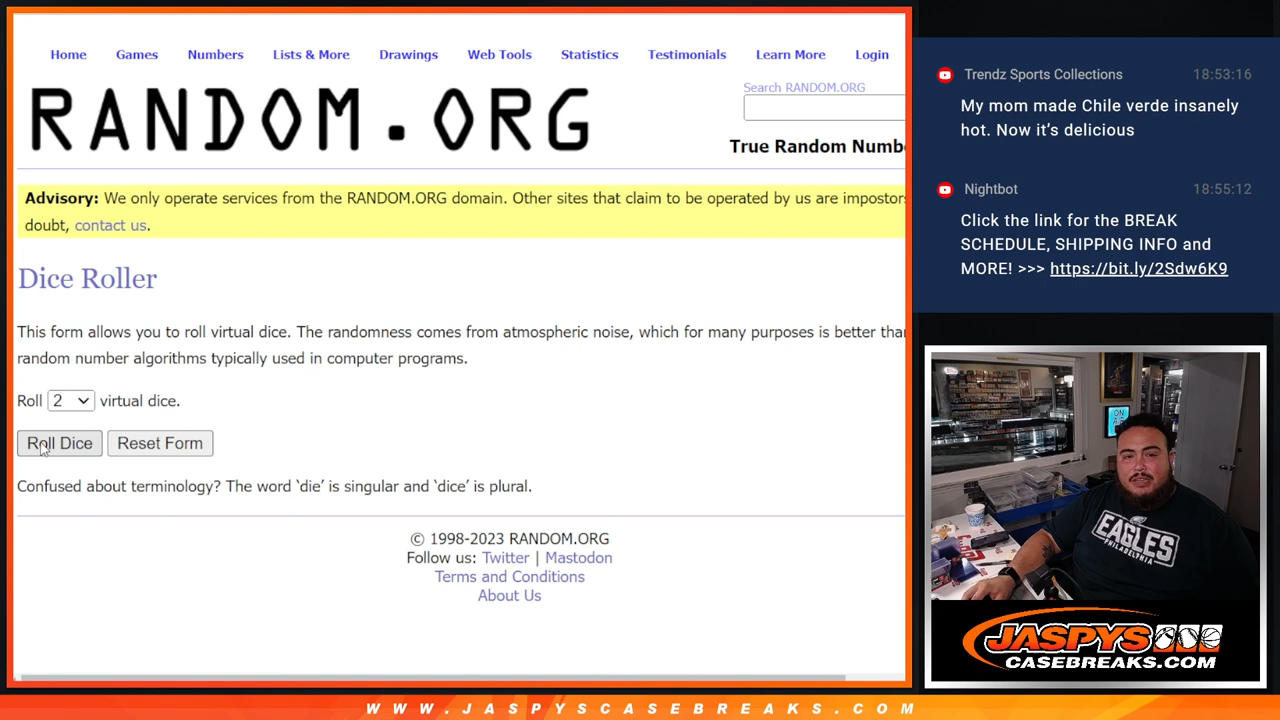 Home Games Numbers Lists & More Drawings Web Tools Statistics Testimonials Learn More Login
RANDOM.ORG
Search RANDOM.ORG
True Random Numbe
Advisory: We only operate services from the RANDOM.ORG domain. Other sites that claim to be operated by us are impostors
doubt, contact us.
Dice Roller
This form allows you to roll virtual dice. The randomness comes from atmospheric noise, which for many purposes is better than
random number algorithms typically used in computer programs.
Roll 2 virtual dice.
Roll Dice Reset Form
Confused about terminology? The word ‘die’ is singular and ‘dice’ is plural.
© 1998-2023 RANDOM.ORG
Follow us: Twitter | Mastodon
Terms and Conditions
About Us
Trendz Sports Collections 18:53:16
My mom made Chile verde insanely
hot. Now it’s delicious
Nightbot 18:55:12
Click the link for the BREAK
SCHEDULE, SHIPPING INFO and
MORE! >>> https://bit.ly/2Sdw6K9
ON
EAGLES
PHILADELPHIA
JASPYS
CASEBREAKS.COM
WWW.JASPYSCASEBREAKS.COM